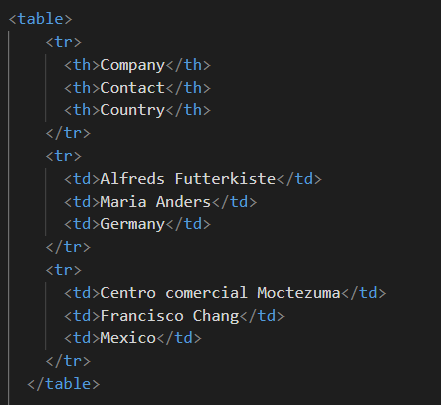 <table>
<tr>
<th>Company</th>
<th>Contact</th>
<th>Country</th>
</tr>
<tr>
<td>Alfreds Futterkiste</td>
<td>Maria Anders</td>
<td>Germany</td>
</tr>
<tr>
<td>Centro comercial Moctezuma</td>
<td>Francisco Chang</td>
<td>Mexico</td>
</tr>
</table>